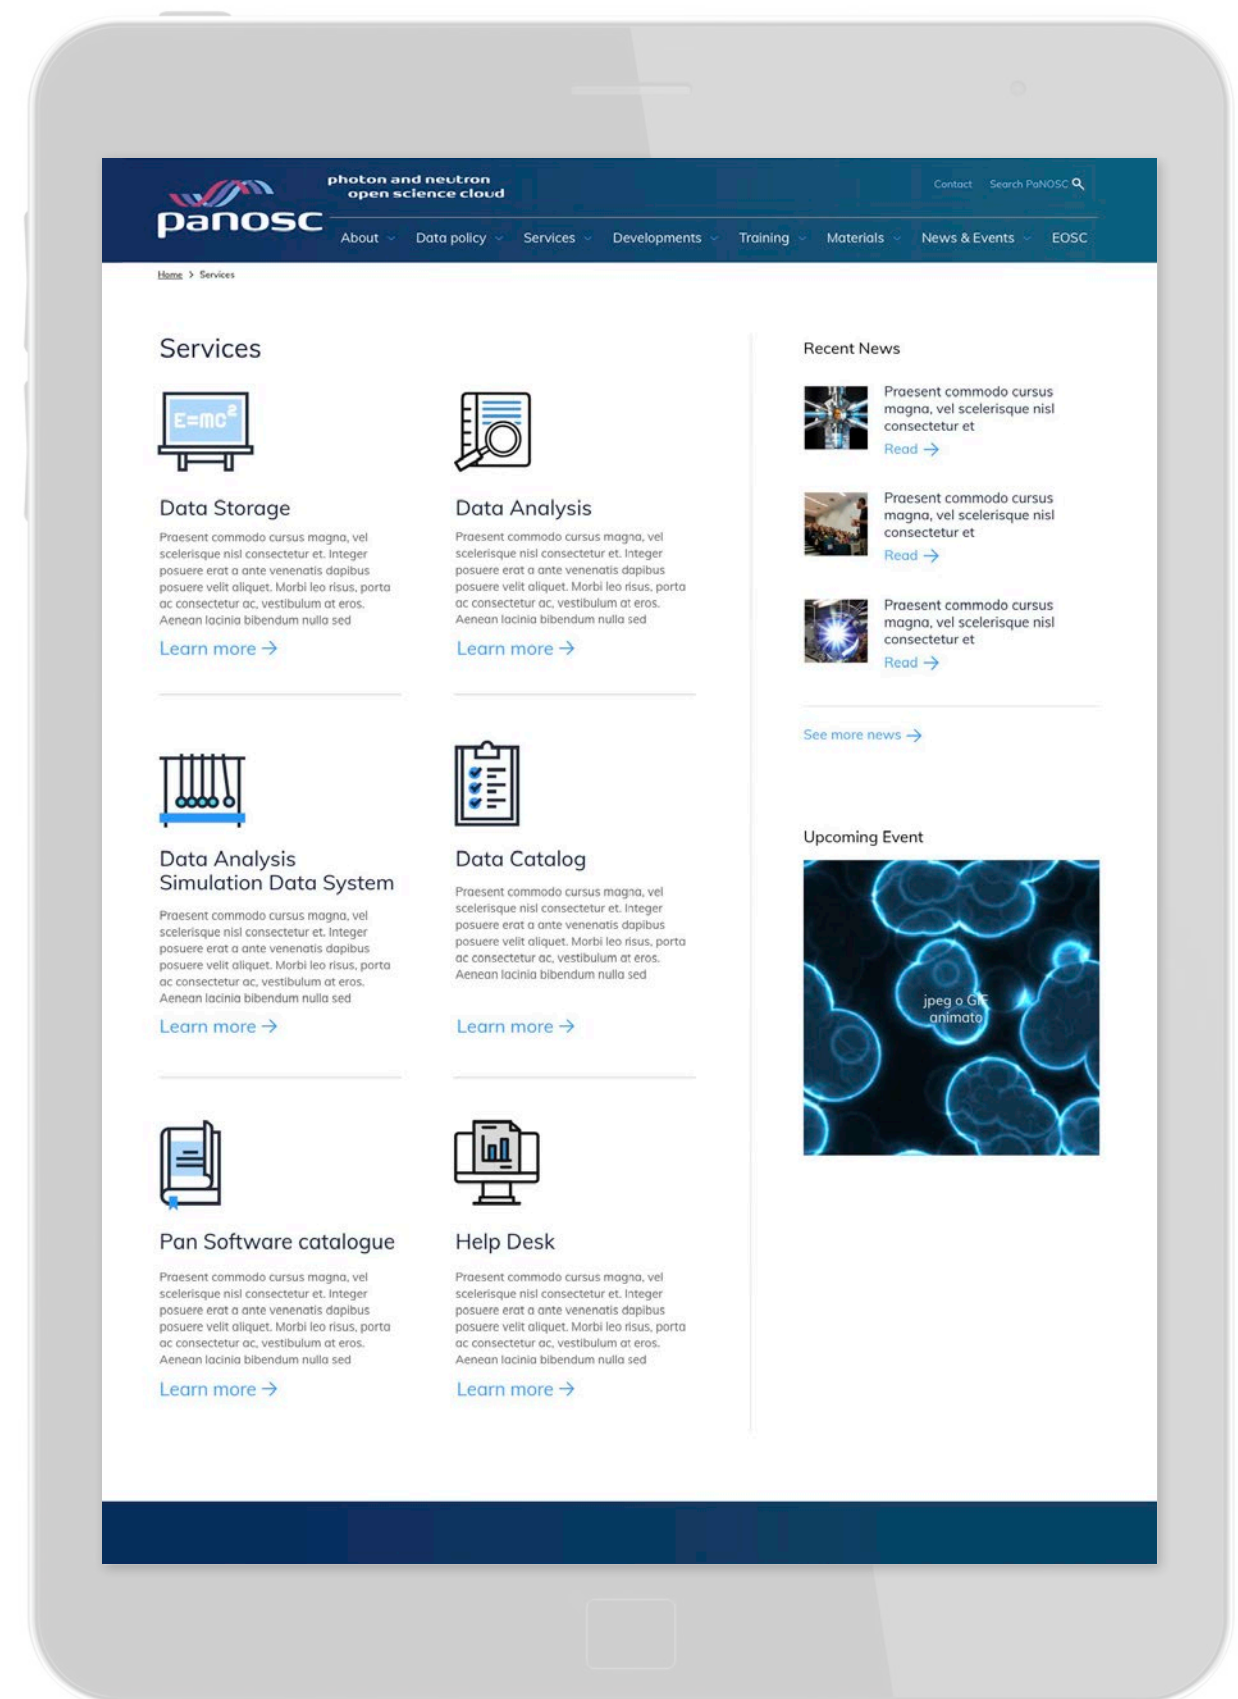 photon and neutron
open science cloud
panosc
Contact
Search PaNOSC
About
Data policy
Services
Developments
Training
Materials
News & Events
EOSC
Home > Services
Services
E=mc²
Data Storage
Praesent commodo cursus magna, vel
scelerisque nisl consectetur et. Integer
posuere erat a ante venenatis dapibus
posuere velit aliquet. Morbi leo risus, porta
ac consectetur ac, vestibulum at eros.
Aenean lacinia bibendum nulla sed
Learn more →
Data Analysis
Praesent commodo cursus magna, vel
scelerisque nisl consectetur et. Integer
posuere erat a ante venenatis dapibus
posuere velit aliquet. Morbi leo risus, porta
ac consectetur ac, vestibulum at eros.
Aenean lacinia bibendum nulla sed
Learn more →
Data Analysis
Simulation Data System
Praesent commodo cursus magna, vel
scelerisque nisl consectetur et. Integer
posuere erat a ante venenatis dapibus
posuere velit aliquet. Morbi leo risus, porta
ac consectetur ac, vestibulum at eros.
Aenean lacinia bibendum nulla sed
Learn more →
Data Catalog
Praesent commodo cursus magna, vel
scelerisque nisl consectetur et. Integer
posuere erat a ante venenatis dapibus
posuere velit aliquet. Morbi leo risus, porta
ac consectetur ac, vestibulum at eros.
Aenean lacinia bibendum nulla sed
Learn more →
Pan Software catalogue
Praesent commodo cursus magna, vel
scelerisque nisl consectetur et. Integer
posuere erat a ante venenatis dapibus
posuere velit aliquet. Morbi leo risus, porta
ac consectetur ac, vestibulum at eros.
Aenean lacinia bibendum nulla sed
Learn more →
Help Desk
Praesent commodo cursus magna, vel
scelerisque nisl consectetur et. Integer
posuere erat a ante venenatis dapibus
posuere velit aliquet. Morbi leo risus, porta
ac consectetur ac, vestibulum at eros.
Aenean lacinia bibendum nulla sed
Learn more →
Recent News
Praesent commodo cursus
magna, vel scelerisque nisl
consectetur et
Read →
Praesent commodo cursus
magna, vel scelerisque nisl
consectetur et
Read →
Praesent commodo cursus
magna, vel scelerisque nisl
consectetur et
Read →
See more news →
Upcoming Event
jpeg o GIF
animato